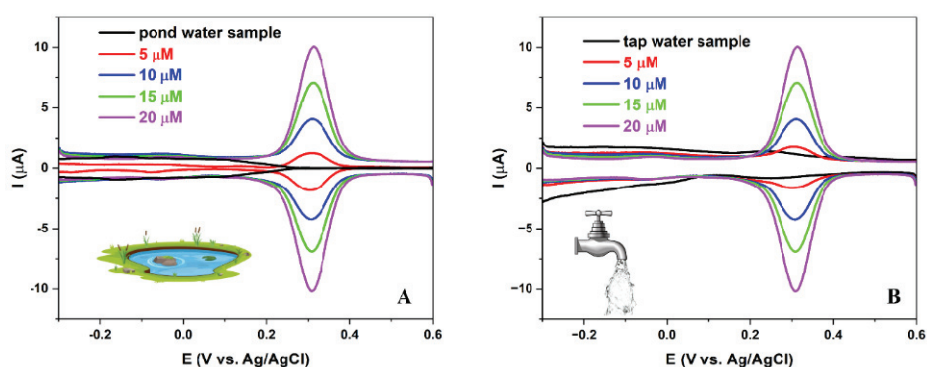 10
5
0
-5
-10
I (μA)
pond water sample
5 μM
10 μM
15 μM
20 μM
A
-0.2 0.0 0.2 0.4 0.6
E (V vs. Ag/AgCl)
10
5
0
−5
−10
I (μA)
tap water sample
5 μM
10 μM
15 μM
20 μM
B
-0.2 0.0 0.2 0.4 0.6
E (V vs. Ag/AgCl)